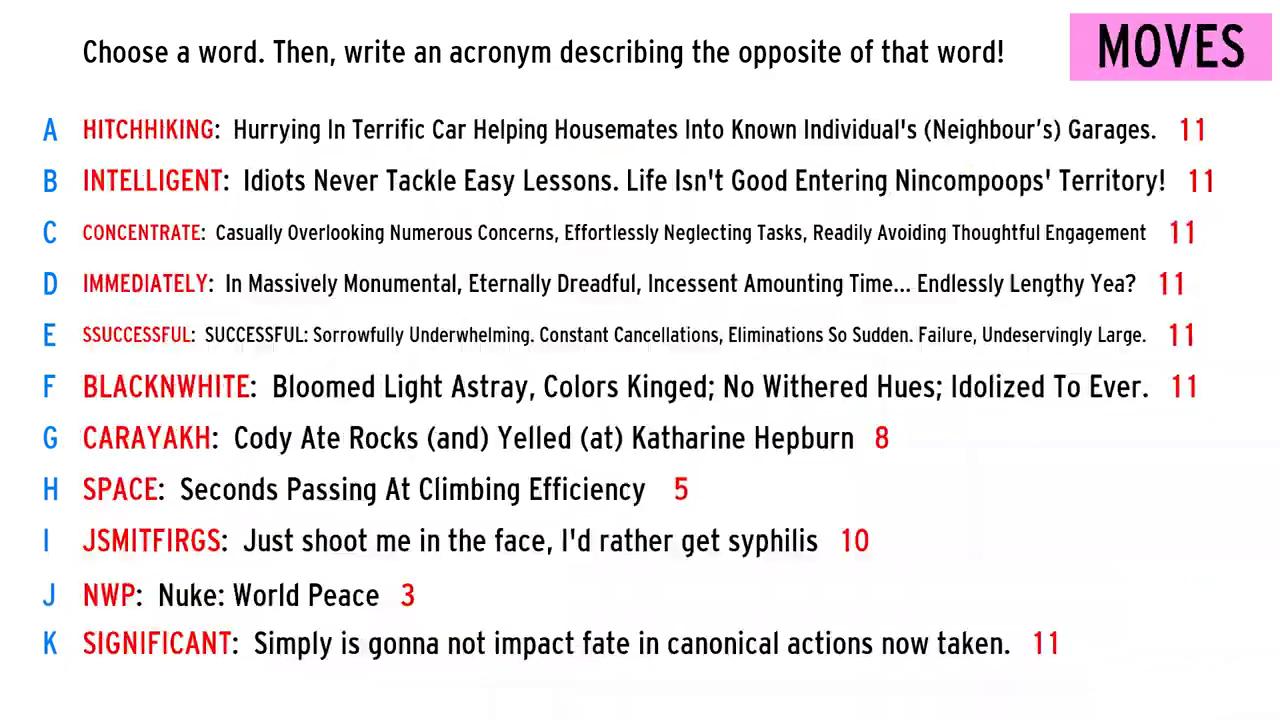 Choose a word. Then, write an acronym describing the opposite of that word!
MOVES
A HITCHHIKING: Hurrying In Terrific Car Helping Housemates Into Known Individual's (Neighbour's) Garages. 11
B INTELLIGENT: Idiots Never Tackle Easy Lessons. Life Isn't Good Entering Nincompoops' Territory! 11
C CONCENTRATE: Casually Overlooking Numerous Concerns, Effortlessly Neglecting Tasks, Readily Avoiding Thoughtful Engagement 11
D IMMEDIATELY: In Massively Monumental, Eternally Dreadful, Incessent Amounting Time... Endlessly Lengthy Yea? 11
E SSUCCESSFUL: SUCCESSFUL: Sorrowfully Underwhelming. Constant Cancellations, Eliminations So Sudden. Failure, Undeservingly Large. 11
F BLACKNWHITE: Bloomed Light Astray, Colors Kinged; No Withered Hues; Idolized To Ever. 11
G CARAYAKH: Cody Ate Rocks (and) Yelled (at) Katharine Hepburn 8
H SPACE: Seconds Passing At Climbing Efficiency 5
I JSMITFIRGS: Just shoot me in the face, I'd rather get syphilis 10
J NWP: Nuke: World Peace 3
K SIGNIFICANT: Simply is gonna not impact fate in canonical actions now taken. 11